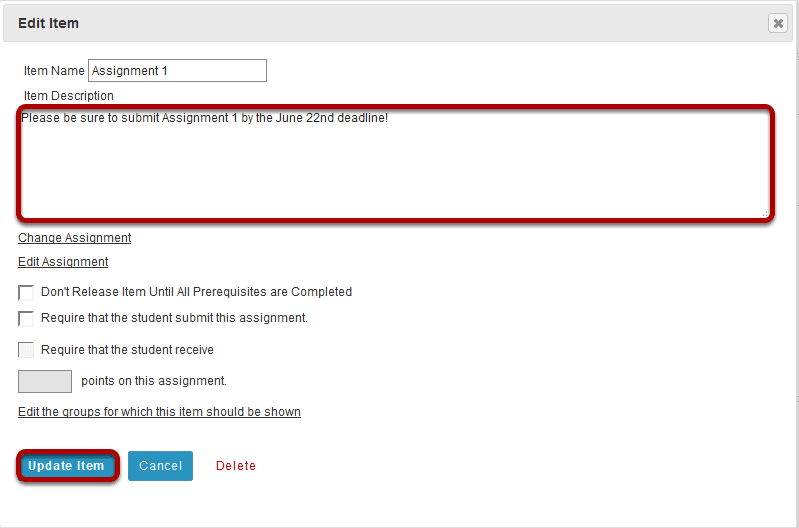 Edit Item
Item Name Assignment 1
Item Description
Please be sure to submit Assignment 1 by the June 22nd deadline!
Change Assignment
Edit Assignment
Don't Release Item Until All Prerequisites are Completed
Require that the student submit this assignment.
Require that the student receive
points on this assignment.
Edit the groups for which this item should be shown
Update Item Cancel Delete